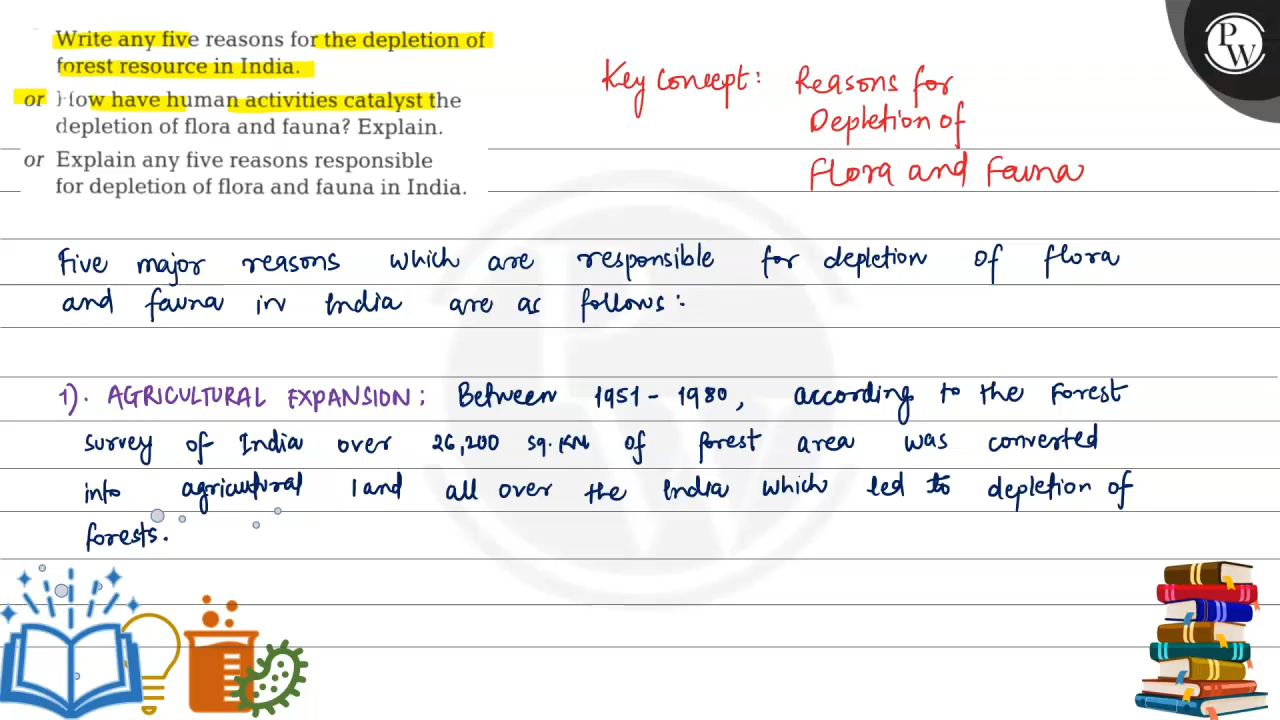 Write any five reasons for the depletion of
forest resource in India.
or How have human activities catalyst the
depletion of flora and fauna? Explain.
or Explain any five reasons responsible
for depletion of flora and fauna in India.
Key Concept: Reasons for
Depletion of
Flora and Fauna
PW
Five major reasons which are responsible for depletion of flora
and fauna in India are as follows:
1). AGRICULTURAL EXPANSION: Between 1951 - 1980, according to the Forest
survey of India over 26,200 sq. KM of forest area was converted
into agricultural land all over the India which led to depletion of
forests.